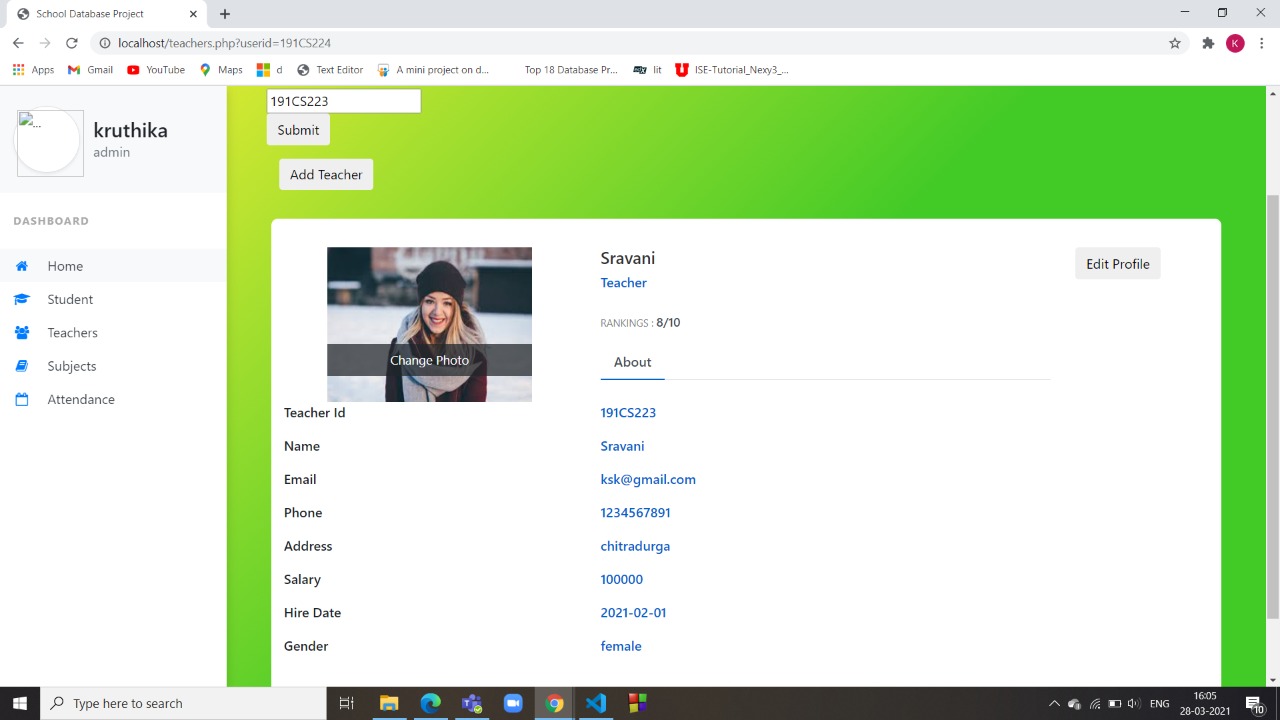 School Database Project
localhost/teachers.php?userid=191CS224
K
Apps
Gmail
YouTube
Maps
d
Text Editor
A mini project on d...
Top 18 Database Pr...
lit
ISE-Tutorial_Nexy3_...
...
kruthika
admin
DASHBOARD
Home
Student
Teachers
Subjects
Attendance
191CS223
Submit
Add Teacher
Change Photo
Sravani
Teacher
Edit Profile
RANKINGS : 8/10
About
Teacher Id 191CS223
Name Sravani
Email ksk@gmail.com
Phone 1234567891
Address chitradurga
Salary 100000
Hire Date 2021-02-01
Gender female
Type here to search
ENG
16:05
28-03-2021
10